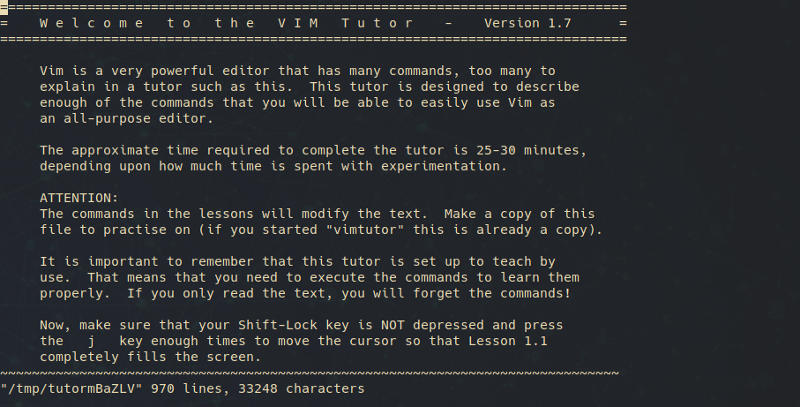 ===============================================================================
=    W e l c o m e   t o   t h e   V I M   T u t o r    -    Version 1.7      =
===============================================================================

     Vim is a very powerful editor that has many commands, too many to
     explain in a tutor such as this.  This tutor is designed to describe
     enough of the commands that you will be able to easily use Vim as
     an all-purpose editor.

     The approximate time required to complete the tutor is 25-30 minutes,
     depending upon how much time is spent with experimentation.

     ATTENTION:
     The commands in the lessons will modify the text.  Make a copy of this
     file to practise on (if you started "vimtutor" this is already a copy).

     It is important to remember that this tutor is set up to teach by
     use.  That means that you need to execute the commands to learn them
     properly.  If you only read the text, you will forget the commands!

     Now, make sure that your Shift-Lock key is NOT depressed and press
     the   j   key enough times to move the cursor so that Lesson 1.1
     completely fills the screen.
~~~~~~~~~~~~~~~~~~~~~~~~~~~~~~~~~~~~~~~~~~~~~~~~~~~~~~~~~~~~~~~~~~~~~~~~~~~~~~
"/tmp/tutormBaZLV" 970 lines, 33248 characters